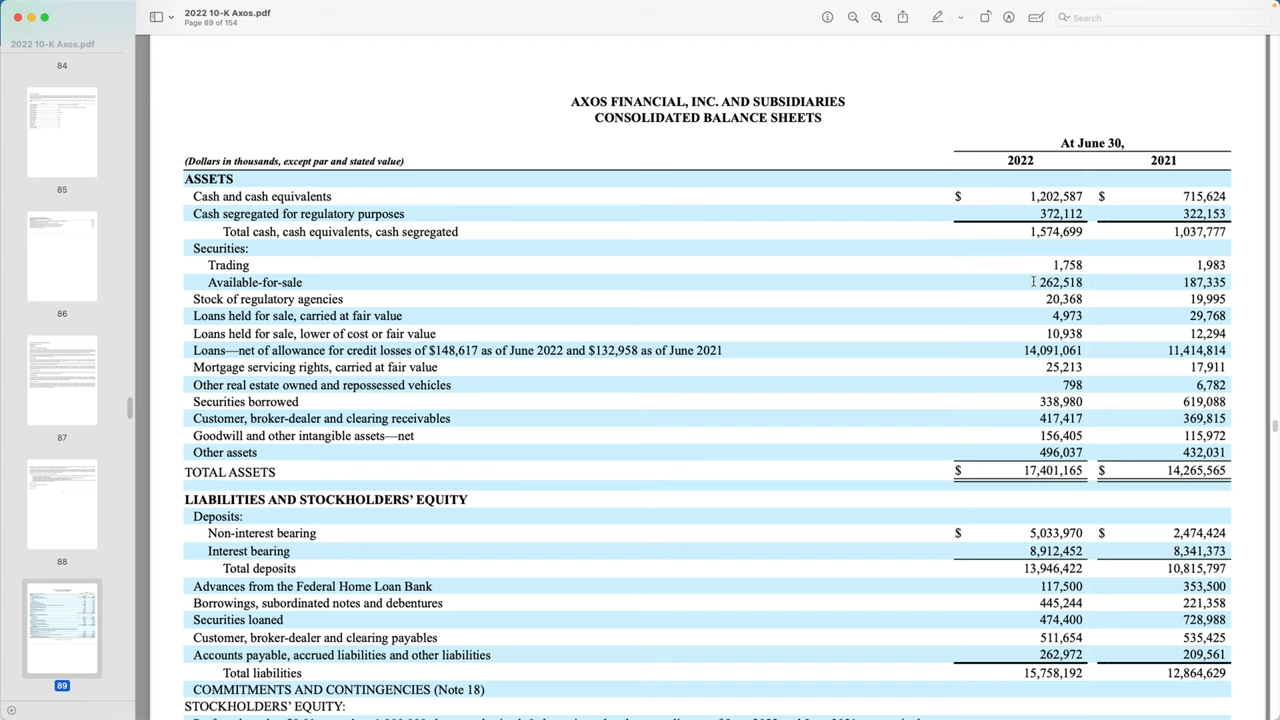 2022 10-K Axos.pdf
Page 89 of 154
Search
2022 10-K Axos.pdf
84
85
86
87
88
89
AXOS FINANCIAL, INC. AND SUBSIDIARIES
CONSOLIDATED BALANCE SHEETS
At June 30,
(Dollars in thousands, except par and stated value) 2022 2021
ASSETS
Cash and cash equivalents $ 1,202,587 $ 715,624
Cash segregated for regulatory purposes 372,112 322,153
Total cash, cash equivalents, cash segregated 1,574,699 1,037,777
Securities:
Trading 1,758 1,983
Available-for-sale 262,518 187,335
Stock of regulatory agencies 20,368 19,995
Loans held for sale, carried at fair value 4,973 29,768
Loans held for sale, lower of cost or fair value 10,938 12,294
Loans—net of allowance for credit losses of $148,617 as of June 2022 and $132,958 as of June 2021 14,091,061 11,414,814
Mortgage servicing rights, carried at fair value 25,213 17,911
Other real estate owned and repossessed vehicles 798 6,782
Securities borrowed 338,980 619,088
Customer, broker-dealer and clearing receivables 417,417 369,815
Goodwill and other intangible assets—net 156,405 115,972
Other assets 496,037 432,031
TOTAL ASSETS $ 17,401,165 $ 14,265,565
LIABILITIES AND STOCKHOLDERS' EQUITY
Deposits:
Non-interest bearing $ 5,033,970 $ 2,474,424
Interest bearing 8,912,452 8,341,373
Total deposits 13,946,422 10,815,797
Advances from the Federal Home Loan Bank 117,500 353,500
Borrowings, subordinated notes and debentures 445,244 221,358
Securities loaned 474,400 728,988
Customer, broker-dealer and clearing payables 511,654 535,425
Accounts payable, accrued liabilities and other liabilities 262,972 209,561
Total liabilities 15,758,192 12,864,629
COMMITMENTS AND CONTINGENCIES (Note 18)
STOCKHOLDERS' EQUITY: